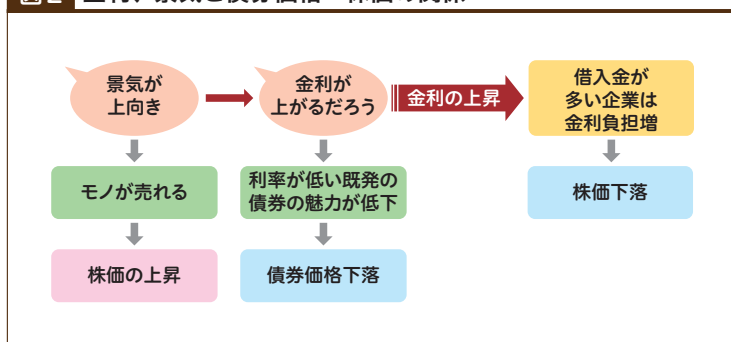 景気が
上向き
金利が
上がるだろう
金利の上昇
借入金が
多い企業は
金利負担増
モノが売れる
利率が低い既発の
債券の魅力が低下
株価下落
株価の上昇
債券価格下落